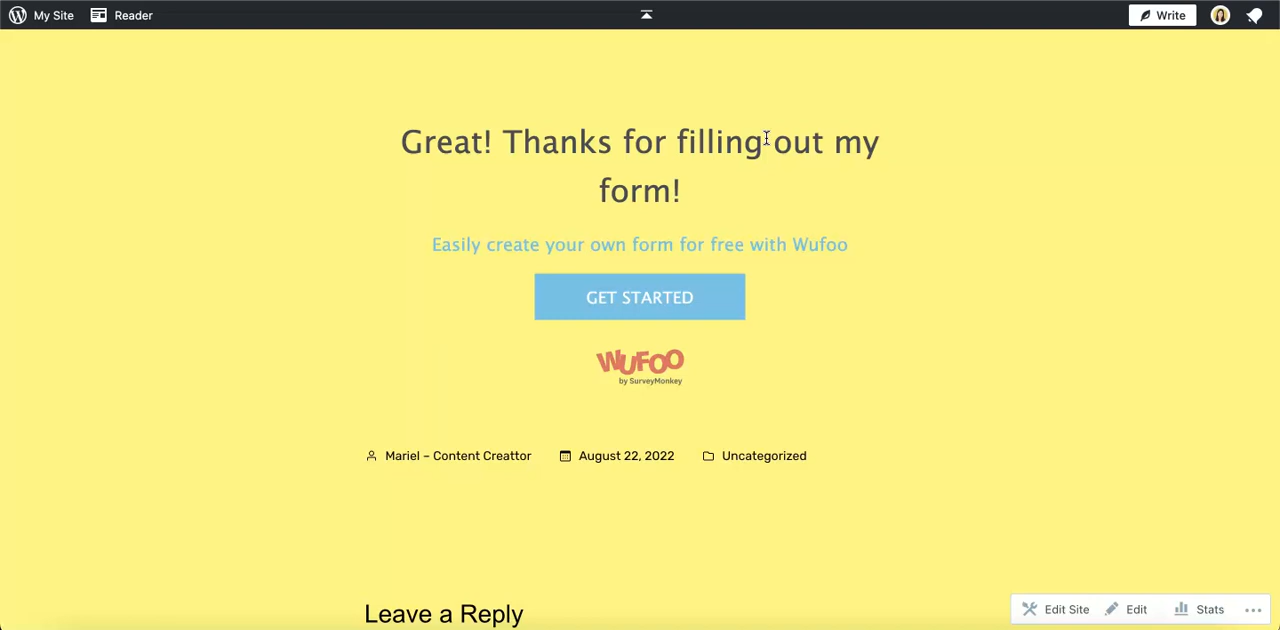 My Site Reader Write
Great! Thanks for filling out my
form!
Easily create your own form for free with Wufoo
GET STARTED
WUFOO
by SurveyMonkey
Mariel – Content Creattor August 22, 2022 Uncategorized
Leave a Reply
Edit Site Edit Stats